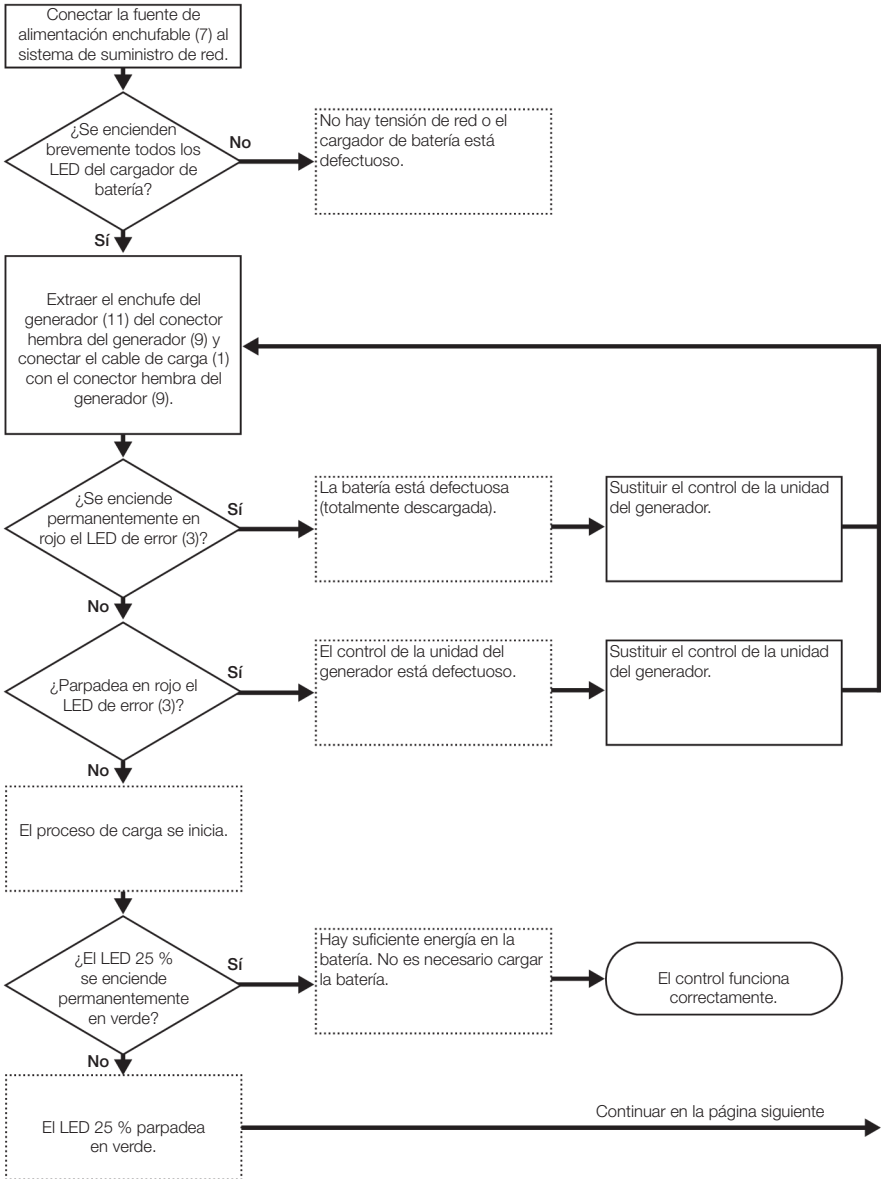 Conectar la fuente de
alimentación enchufable (7) al
sistema de suministro de red.
¿Se encienden
brevemente todos los
LED del cargador de
batería?
No
No hay tensión de red o el
cargador de batería está
defectuoso.
Sí
Extraer el enchufe del
generador (11) del conector
hembra del generador (9) y
conectar el cable de carga (1)
con el conector hembra del
generador (9).
¿Se enciende
permanentemente en
rojo el LED de error (3)?
Sí
La batería está defectuosa
(totalmente descargada).
Sustituir el control de la unidad
del generador.
No
¿Parpadea en rojo el
LED de error (3)?
Sí
El control de la unidad del
generador está defectuoso.
Sustituir el control de la unidad
del generador.
No
El proceso de carga se inicia.
¿El LED 25 %
se enciende
permanentemente
en verde?
Sí
Hay suficiente energía en la
batería. No es necesario cargar
la batería.
El control funciona
correctamente.
No
El LED 25 % parpadea
en verde.
Continuar en la página siguiente